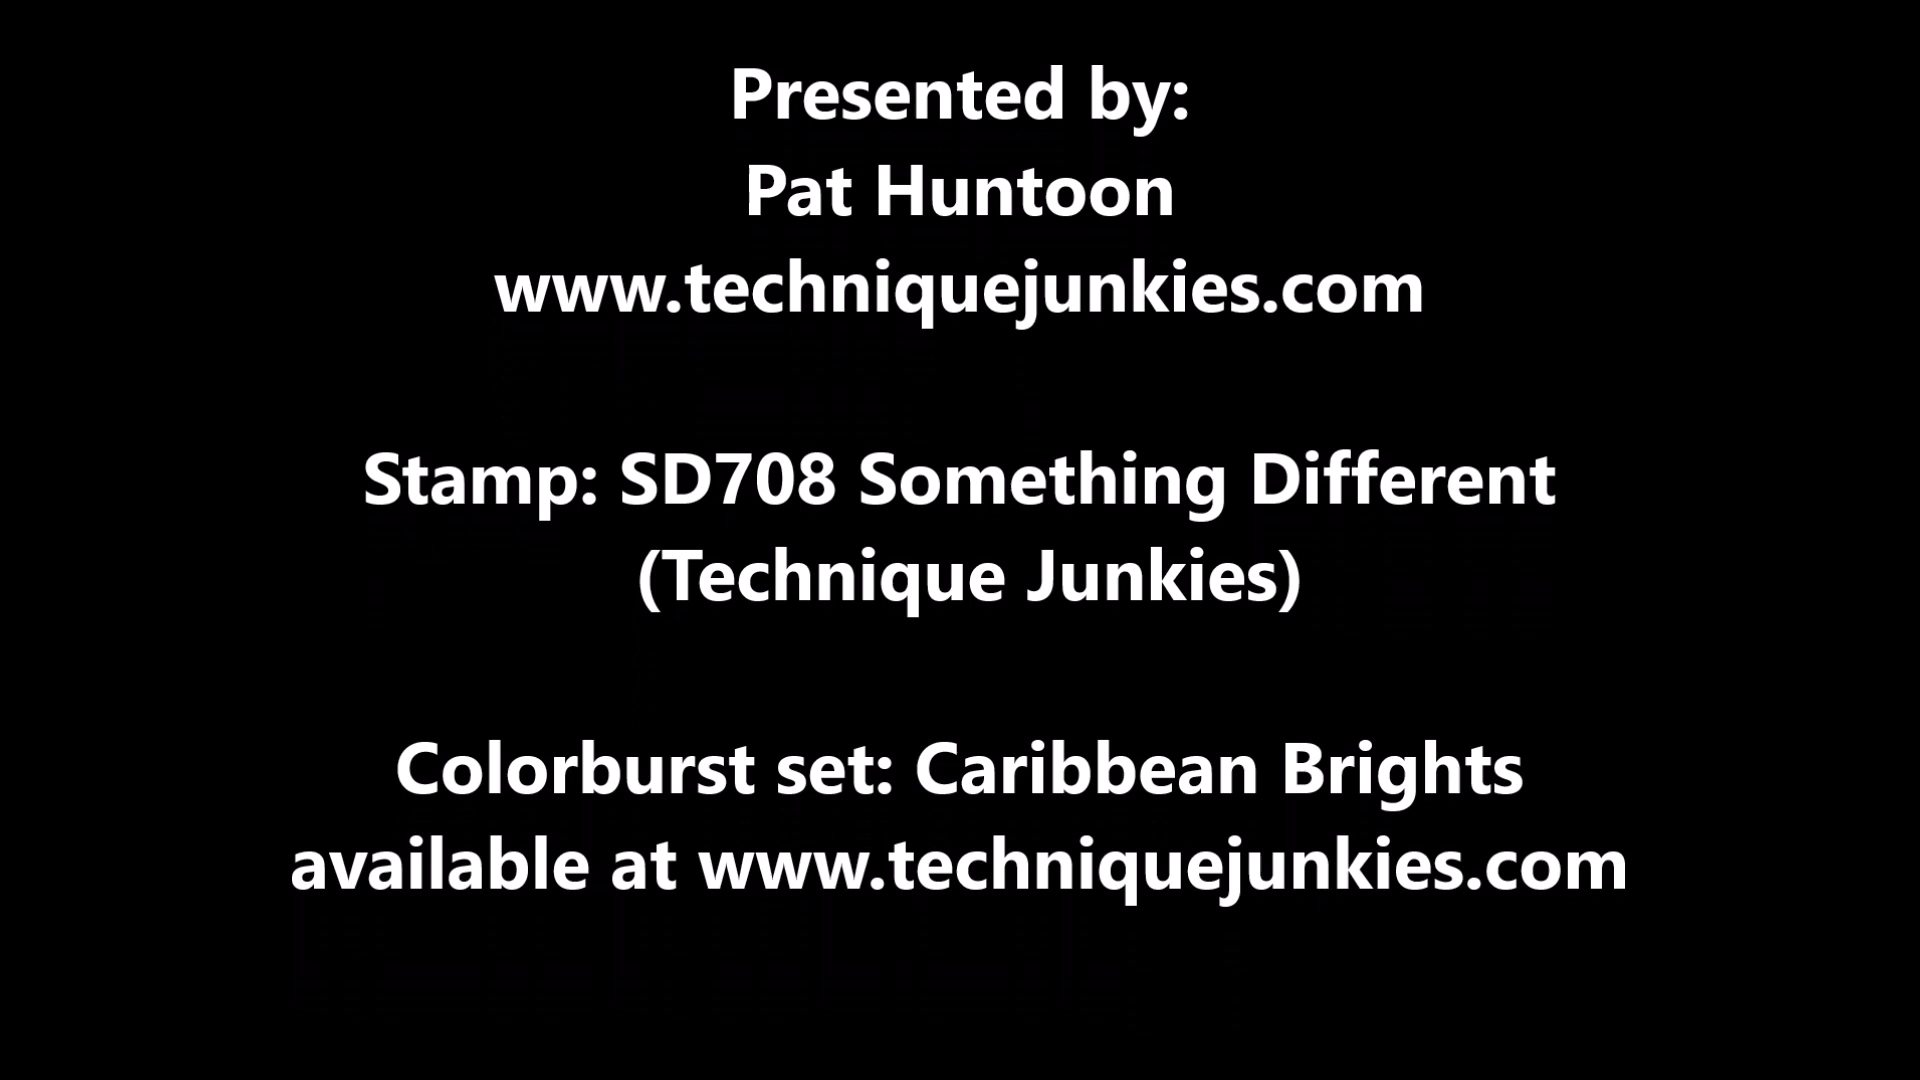 Presented by:
Pat Huntoon
www.techniquejunkies.com
Stamp: SD708 Something Different
(Technique Junkies)
Colorburst set: Caribbean Brights
available at www.techniquejunkies.com